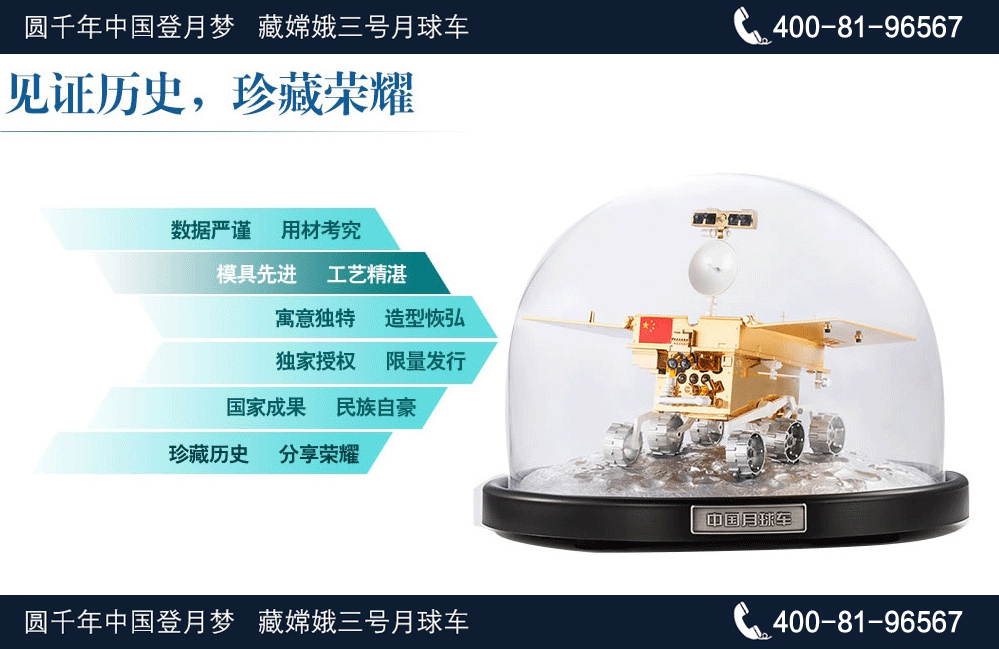 圆千年中国登月梦 藏嫦娥三号月球车 400-81-96567
见证历史，珍藏荣耀
数据严谨 用材考究
模具先进 工艺精湛
寓意独特 造型恢弘
独家授权 限量发行
国家成果 民族自豪
珍藏历史 分享荣耀
中国月球车
圆千年中国登月梦 藏嫦娥三号月球车 400-81-96567